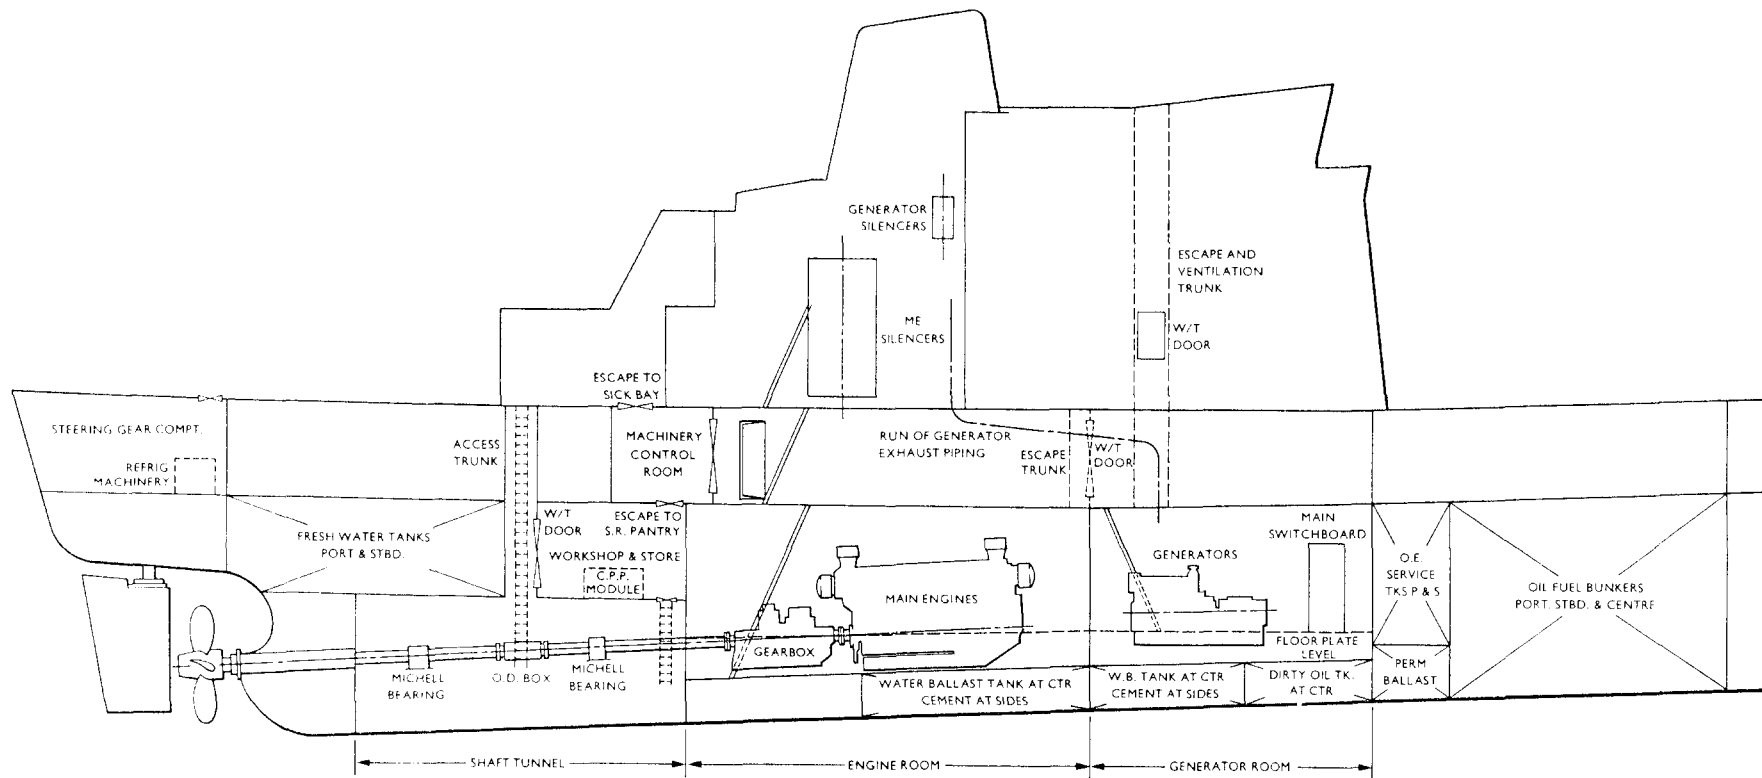 GENERATOR
SILENCERS
ESCAPE AND
VENTILATION
TRUNK
ME
SILENCERS
W/T
DOOR
ESCAPE TO
SICK BAY
STEERING GEAR COMPT.
REFRIG
MACHINERY
ACCESS
TRUNK
MACHINERY
CONTROL
ROOM
RUN OF GENERATOR
EXHAUST PIPING
ESCAPE
TRUNK
W/T
DOOR
FRESH WATER TANKS
PORT & STBD.
W/T
DOOR
ESCAPE TO
S.R. PANTRY
WORKSHOP & STORE
C.P.P.
MODULE
MAIN ENGINES
GENERATORS
MAIN
SWITCHBOARD
O.E.
SERVICE
TKS P & S
OIL FUEL BUNKERS
PORT. STBD. & CENTRE
GEARBOX
FLOOR PLATE
LEVEL
MICHELL
BEARING
O.D. BOX
MICHELL
BEARING
WATER BALLAST TANK AT CTR
CEMENT AT SIDES
W.B. TANK AT CTR
CEMENT AT SIDES
DIRTY OIL TK.
AT CTR
PERM
BALLAST
SHAFT TUNNEL
ENGINE ROOM
GENERATOR ROOM